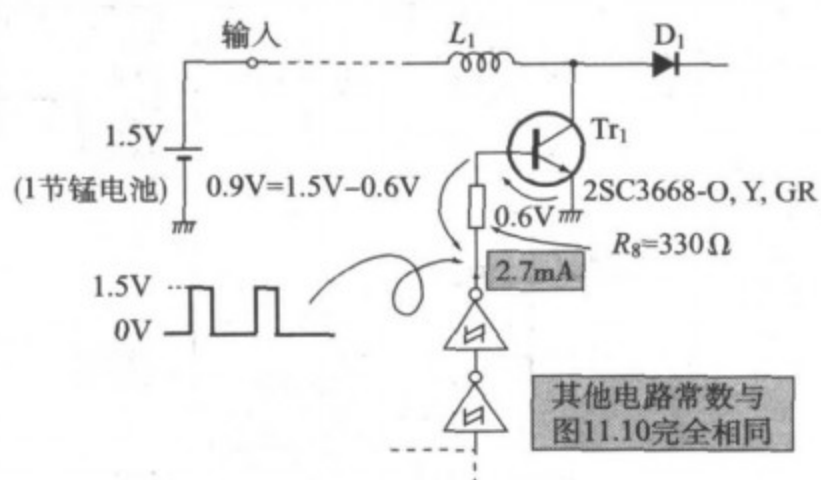 输入
L₁
D₁
1.5V
(1节锰电池)
0.9V=1.5V−0.6V
Tr₁
2SC3668-O, Y, GR
0.6V
R₈=330Ω
2.7mA
1.5V
0V
其他电路常数与
图11.10完全相同